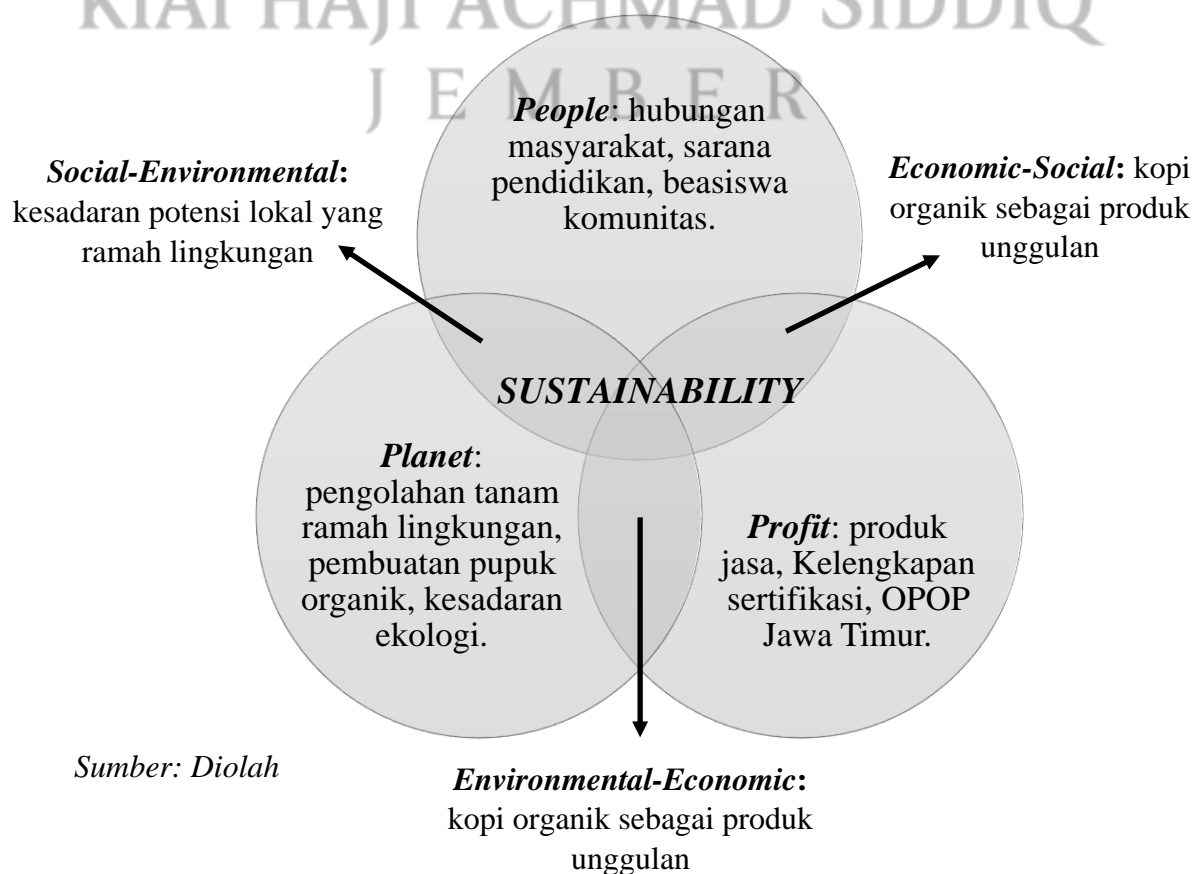 KIAI HAJI ACHMAD SIDDIQ
JEMBER
People: hubungan
masyarakat, sarana
pendidikan, beasiswa
komunitas.
Social-Environmental:
kesadaran potensi lokal yang
ramah lingkungan
Economic-Social: kopi
organik sebagai produk
unggulan
SUSTAINABILITY
Planet:
pengolahan tanam
ramah lingkungan,
pembuatan pupuk
organik, kesadaran
ekologi.
Profit: produk
jasa, Kelengkapan
sertifikasi, OPOP
Jawa Timur.
Sumber: Diolah
Environmental-Economic:
kopi organik sebagai produk
unggulan